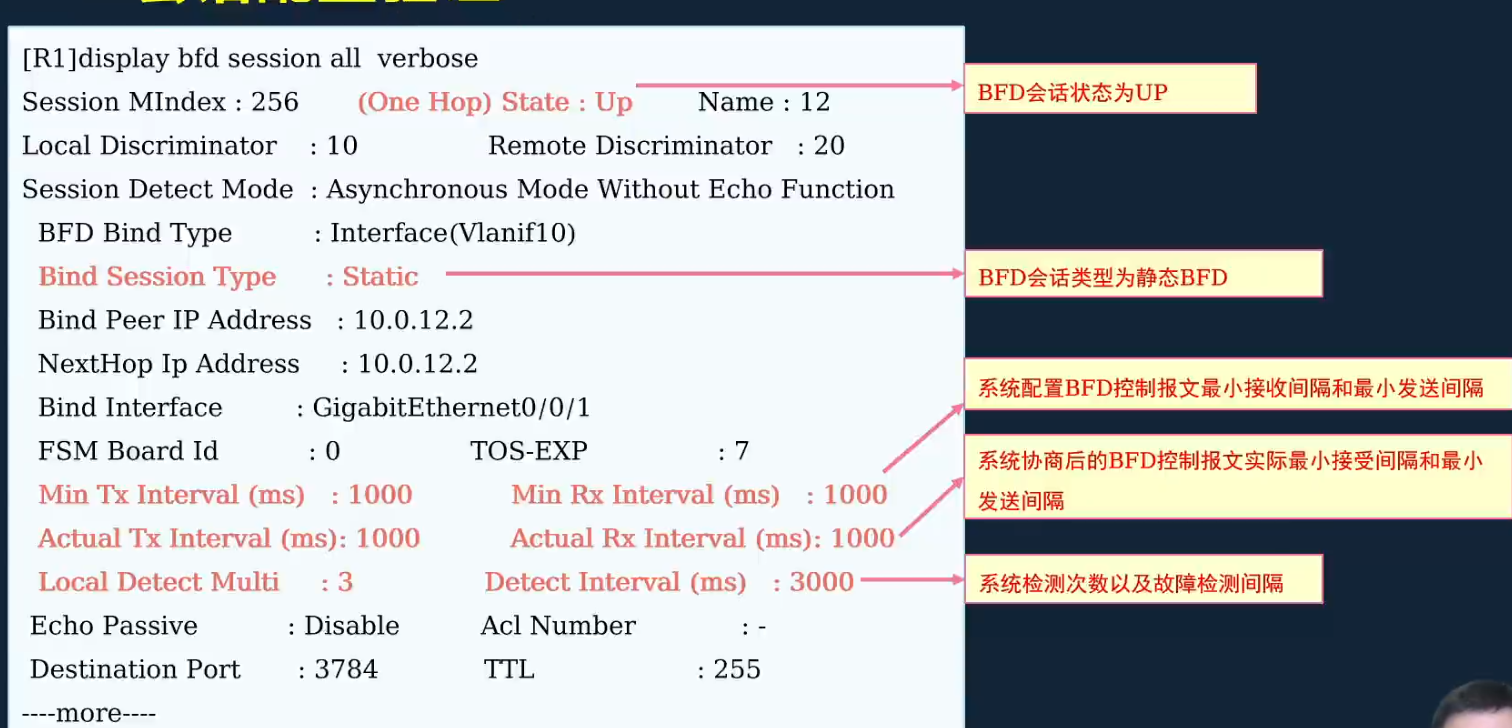 [R1]display bfd session all  verbose
Session MIndex : 256 (One Hop) State : Up Name : 12
BFD会话状态为UP
Local Discriminator : 10 Remote Discriminator : 20
Session Detect Mode : Asynchronous Mode Without Echo Function
BFD Bind Type : Interface(Vlanif10)
Bind Session Type : Static
BFD会话类型为静态BFD
Bind Peer IP Address : 10.0.12.2
NextHop Ip Address : 10.0.12.2
Bind Interface : GigabitEthernet0/0/1
系统配置BFD控制报文最小接收间隔和最小发送间隔
FSM Board Id : 0 TOS-EXP : 7
Min Tx Interval (ms) : 1000 Min Rx Interval (ms) : 1000
系统协商后的BFD控制报文实际最小接受间隔和最小
发送间隔
Actual Tx Interval (ms): 1000 Actual Rx Interval (ms): 1000
Local Detect Multi : 3 Detect Interval (ms) : 3000
系统检测次数以及故障检测间隔
Echo Passive : Disable Acl Number : -
Destination Port : 3784 TTL : 255
----more----